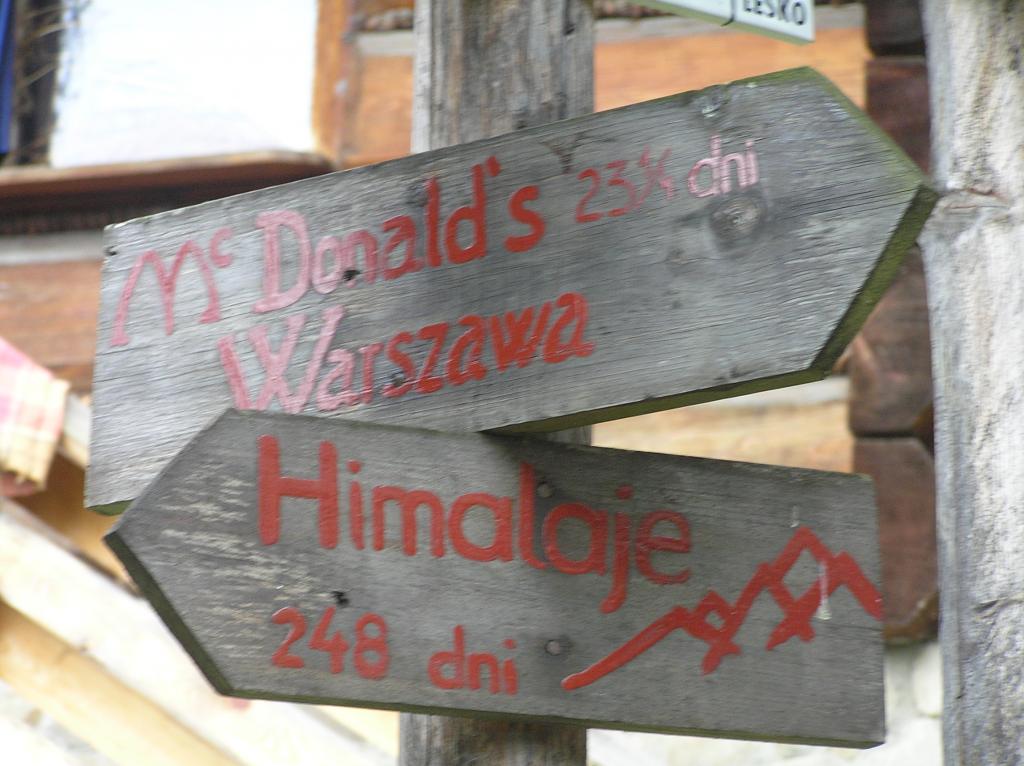 LESKO
McDonald's 23¼ dni
Warszawa
Himalaje
248 dni